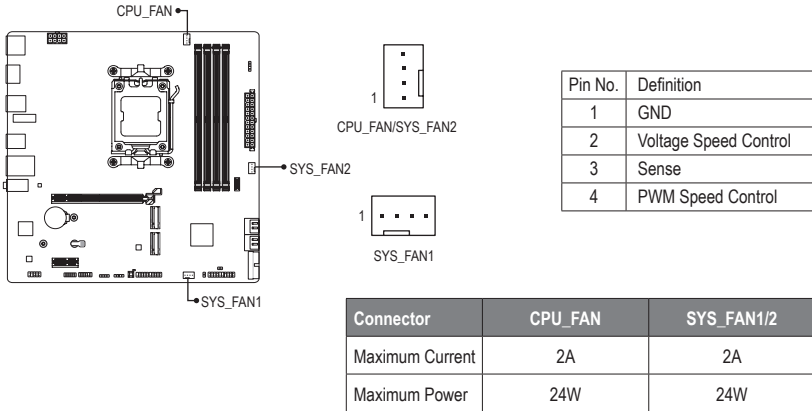 CPU_FAN
SYS_FAN2
SYS_FAN1
1
CPU_FAN/SYS_FAN2
1
SYS_FAN1
Pin No. Definition
1 GND
2 Voltage Speed Control
3 Sense
4 PWM Speed Control
Connector CPU_FAN SYS_FAN1/2
Maximum Current 2A 2A
Maximum Power 24W 24W